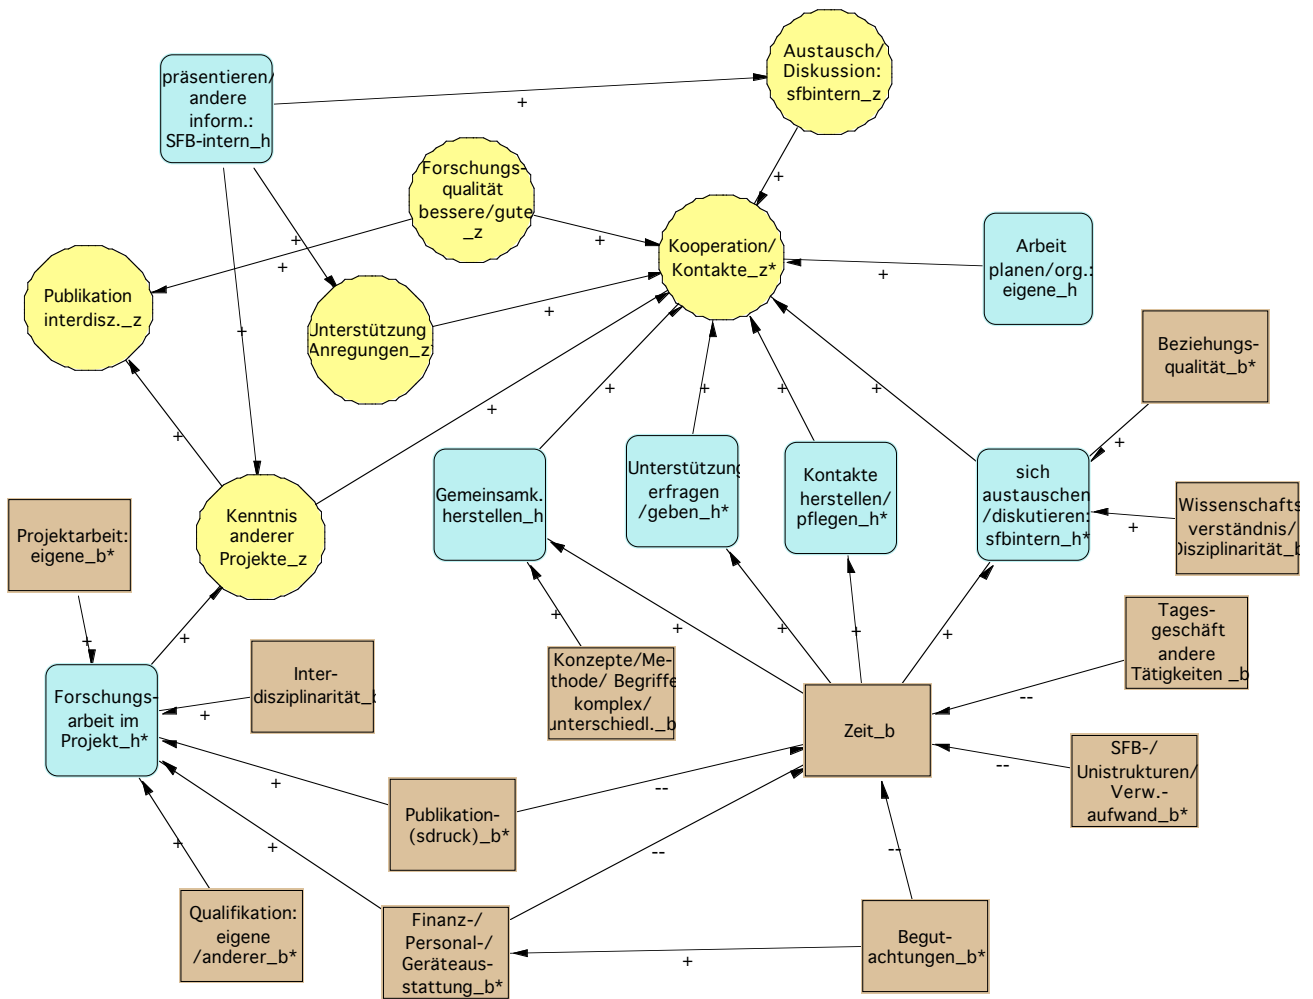 Austausch/
Diskussion:
sfbintern_z
präsentieren/
andere
inform.:
SFB-intern_h
+
Forschungs-
qualität
bessere/gute
_z
+
+
+
+
Kooperation/
Kontakte_z*
Arbeit
planen/org.:
eigene_h
+
Publikation
interdisz._z
+
Unterstützung
Anregungen_z
+
+
Beziehungs-
qualität_b*
+
+
+
+
+
+
+
Gemeinsamk.
herstellen_h
Unterstützung
erfragen
/geben_h*
Kontakte
herstellen/
pflegen_h*
sich
austauschen
/diskutieren:
sfbintern_h*
Wissenschafts
verständnis/
Disziplinarität_b
+
Projektarbeit:
eigene_b*
Kenntnis
anderer
Projekte_z
+
+
+
+
+
+
+
Tages-
geschäft
andere
Tätigkeiten _b
--
Forschungs-
arbeit im
Projekt_h*
Inter-
disziplinarität_b
+
Konzepte/Me-
thode/ Begriffe
komplex/
unterschiedl._b
Zeit_b
SFB-/
Unistrukturen/
Verw.-
aufwand_b*
--
+
--
Publikation-
(sdruck)_b*
+
+
--
--
Qualifikation:
eigene
/anderer_b*
Finanz-/
Personal-/
Geräteaus-
stattung_b*
+
Begut-
achtungen_b*